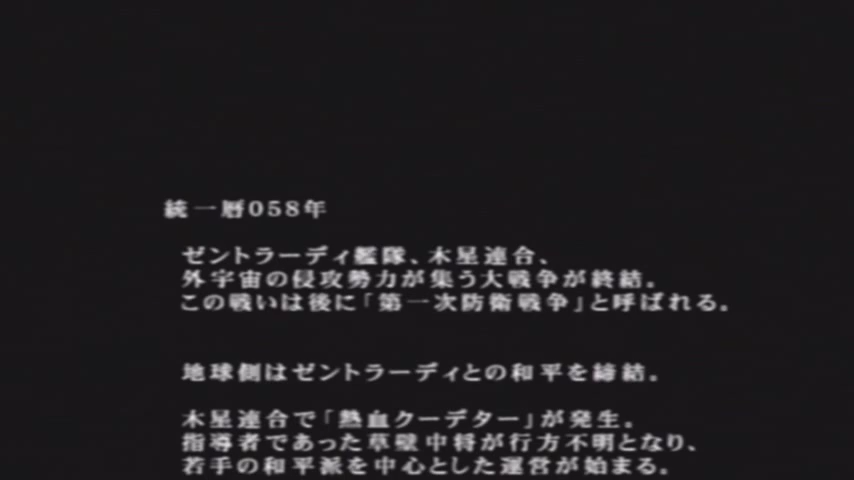 統一暦058年
ゼントラーディ艦隊、木星連合、
外宇宙の侵攻勢力が集う大戦争が終結。
この戦いは後に「第一次防衛戦争」と呼ばれる。
地球側はゼントラーディとの和平を締結。
木星連合で「熱血クーデター」が発生。
指導者であった草壁中将が行方不明となり、
若手の和平派を中心とした運営が始まる。